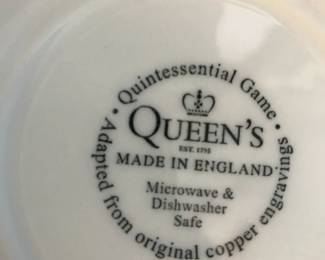 • Quintessential Game •
QUEEN'S
EST. 1795
MADE IN ENGLAND
Microwave &
Dishwasher
Safe
Adapted from original copper engravings